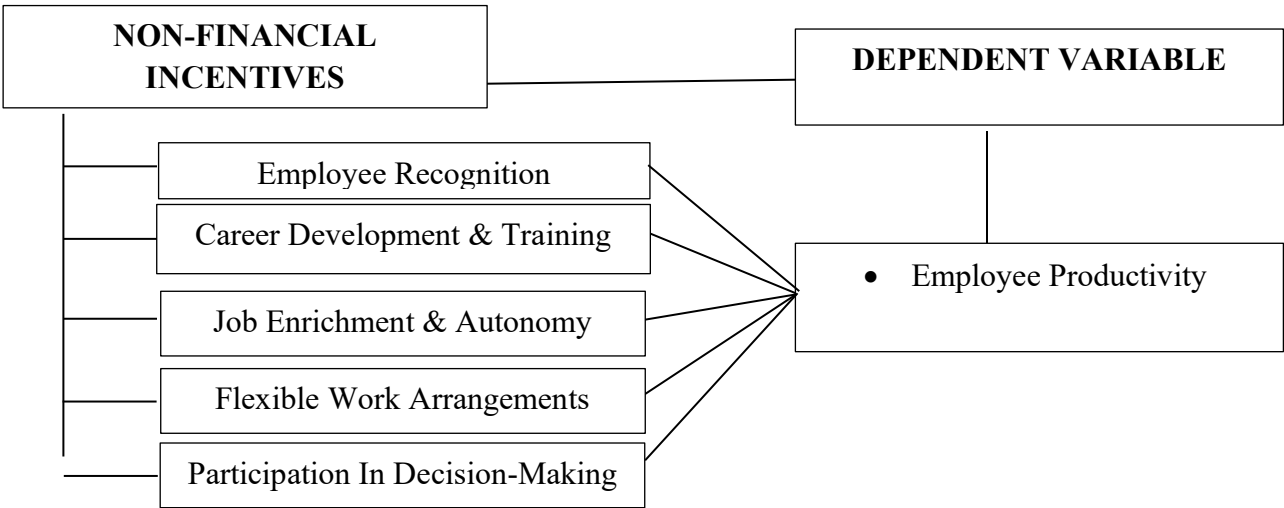 NON-FINANCIAL
INCENTIVES
DEPENDENT VARIABLE
Employee Recognition
Career Development & Training
Job Enrichment & Autonomy
Flexible Work Arrangements
Participation In Decision-Making
• Employee Productivity